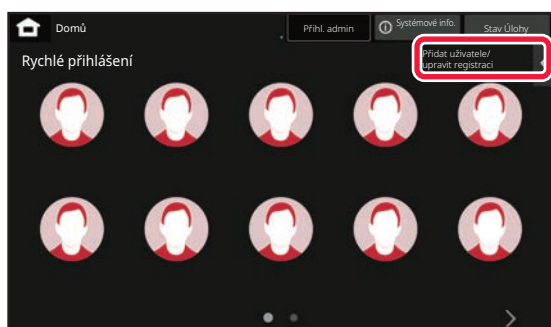 Domů
Přihl. admin
Systémové info.
Stav Úlohy
Rychlé přihlášení
Přidat uživatele/
upravit registraci